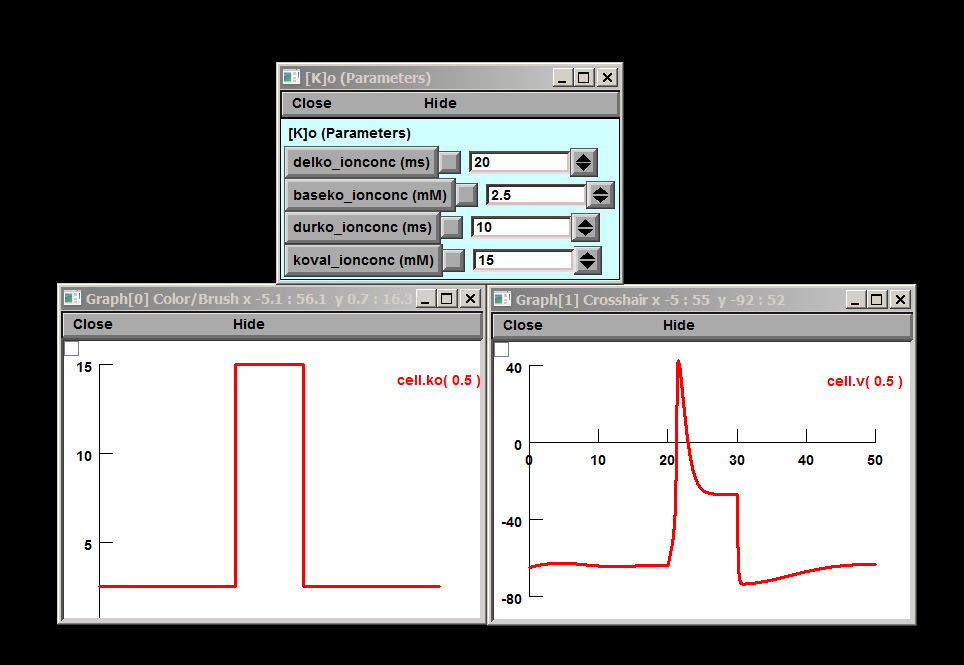 [K]o (Parameters)
Close Hide
[K]o (Parameters)
delko_ionconc (ms) 20
baseko_ionconc (mM) 2.5
durko_ionconc (ms) 10
koval_ionconc (mM) 15
Graph[0] Color/Brush x -5.1 : 56.1 y 0.7 : 16.3
Close Hide
15
cell.ko( 0.5 )
10
5
Graph[1] Crosshair x -5 : 55 y -92 : 52
Close Hide
40
cell.v( 0.5 )
0
0 10 20 30 40 50
-40
-80